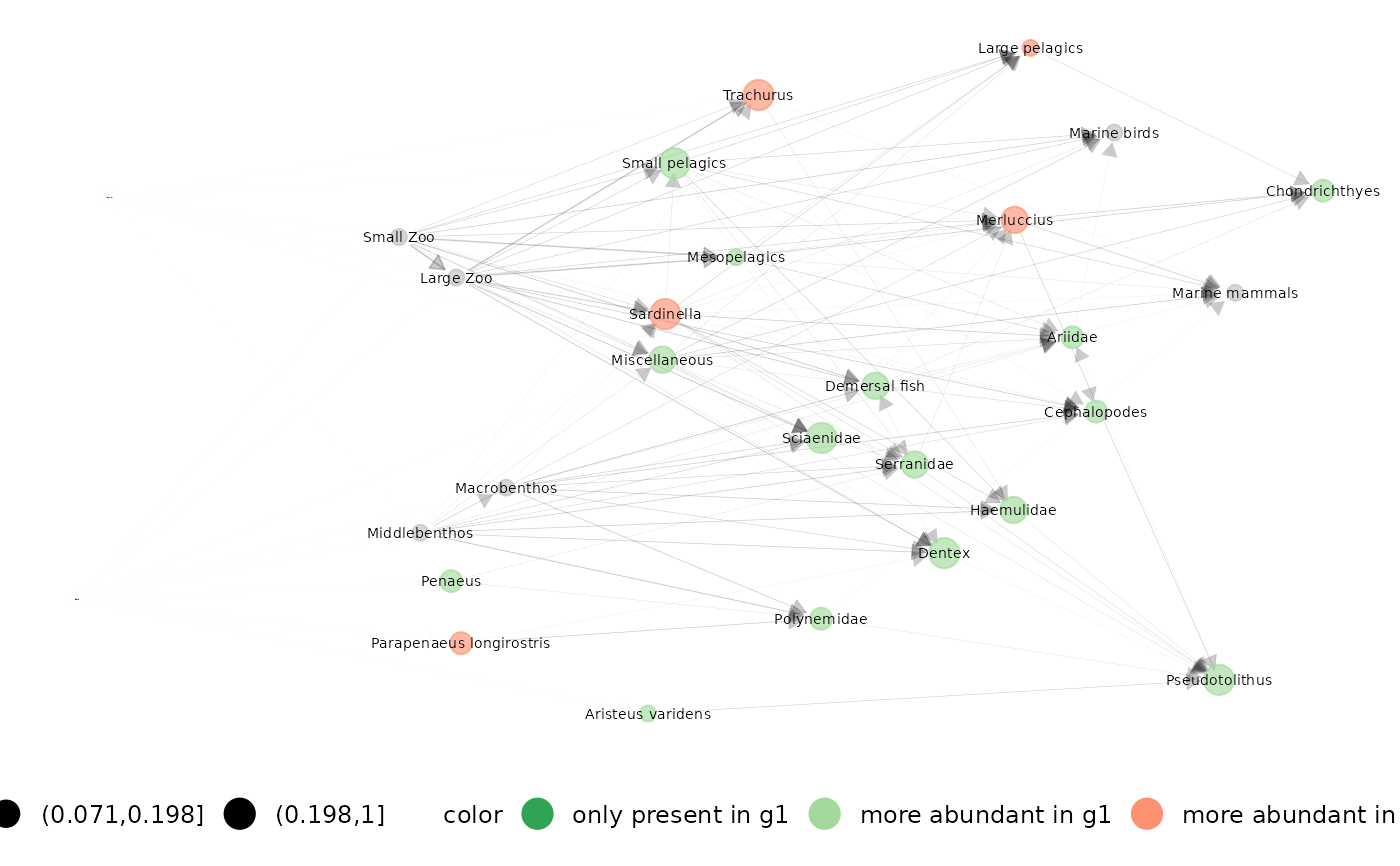 Large pelagics
Trachurus
Marine birds
Small pelagics
Chondrichthyes
Merluccius
Small Zoo
Mesopelagics
Large Zoo
Marine mammals
Sardinella
Ariidae
Miscellaneous
Demersal fish
Cephalopodes
Sciaenidae
Serranidae
Macrobenthos
Haemulidae
Middlebenthos
Dentex
Penaeus
Polynemidae
Parapenaeus longirostris
Pseudotolithus
Aristeus varidens
(0.071,0.198] (0.198,1] color only present in g1 more abundant in g1 more abundant in